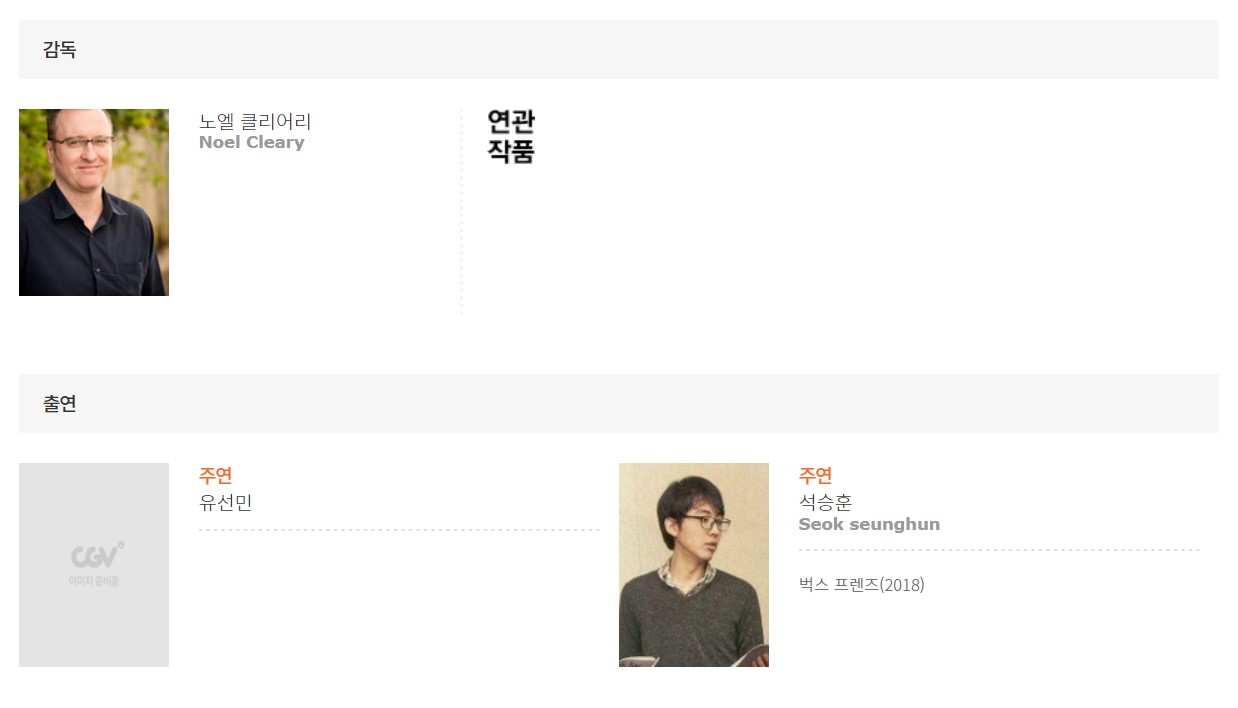 감독
노엘 클리어리
Noel Cleary
연관
작품
출연
CGV
이미지 준비중
주연
유선민
주연
석승훈
Seok seunghun
벅스 프렌즈(2018)